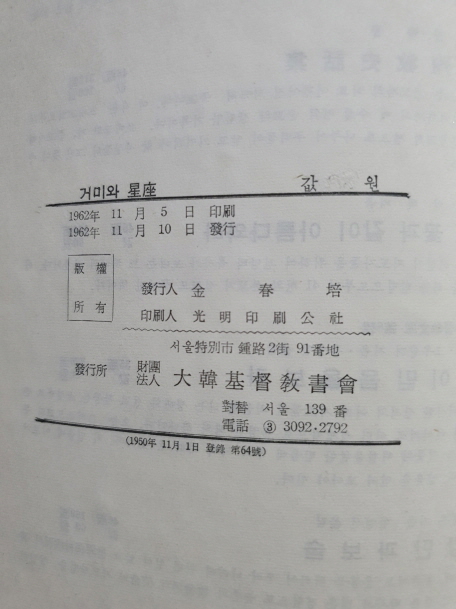 거미와 星座 값 원
1962年 11 月 5 日 印刷
1962年 11 月 10 日 發行
版權
所有
發行人 金 春 培
印刷人 光明印刷公社
서울特別市 鍾路 2街 91番地
發行所 財團法人 大韓基督敎書會
對替 서울 139 番
電話 ③ 3092·2792
(1950年 11月 1日 登錄 第64號)